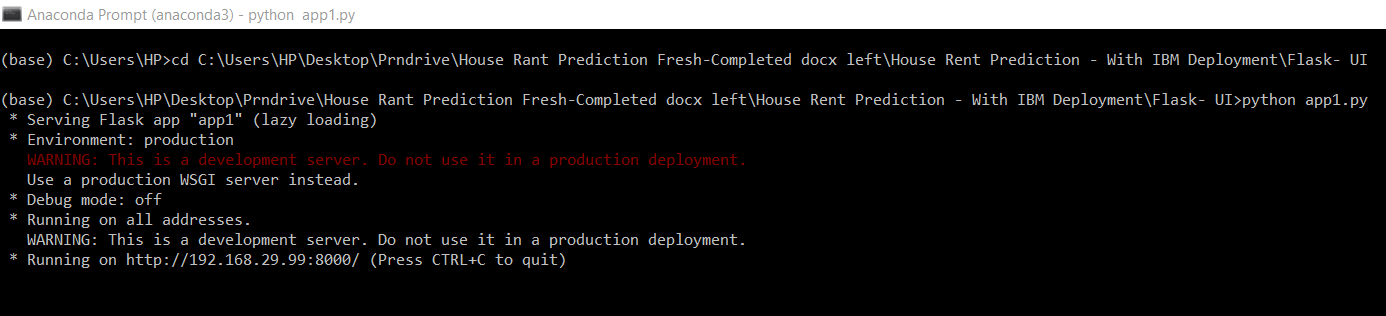 Anaconda Prompt (anaconda3) - python  app1.py
(base) C:\Users\HP>cd C:\Users\HP\Desktop\Prndrive\House Rant Prediction Fresh-Completed docx left\House Rent Prediction - With IBM Deployment\Flask- UI
(base) C:\Users\HP\Desktop\Prndrive\House Rant Prediction Fresh-Completed docx left\House Rent Prediction - With IBM Deployment\Flask- UI>python app1.py
* Serving Flask app "app1" (lazy loading)
* Environment: production
WARNING: This is a development server. Do not use it in a production deployment.
Use a production WSGI server instead.
* Debug mode: off
* Running on all addresses.
WARNING: This is a development server. Do not use it in a production deployment.
* Running on http://192.168.29.99:8000/ (Press CTRL+C to quit)